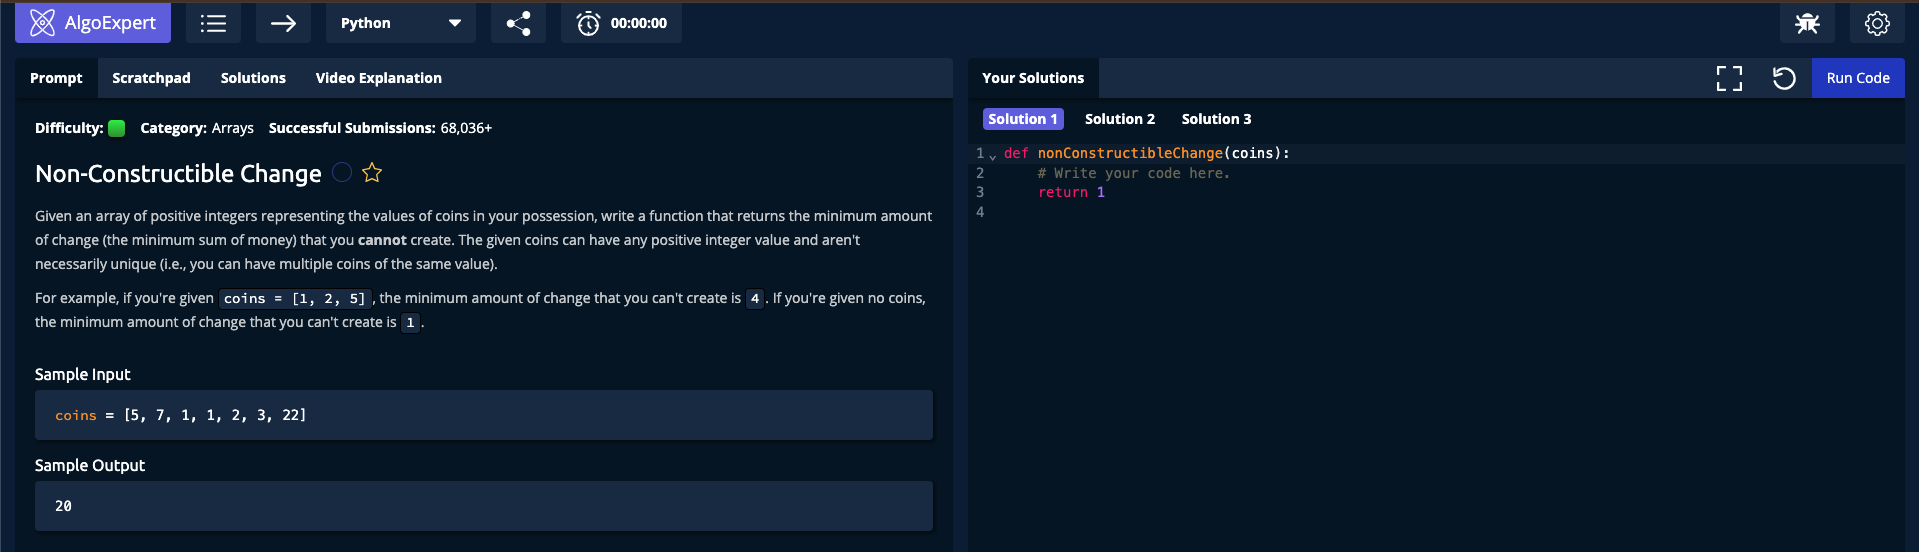 AlgoExpert
Python
00:00:00
Prompt
Scratchpad
Solutions
Video Explanation
Difficulty: Category: Arrays Successful Submissions: 68,036+
Non-Constructible Change
Given an array of positive integers representing the values of coins in your possession, write a function that returns the minimum amount
of change (the minimum sum of money) that you cannot create. The given coins can have any positive integer value and aren't
necessarily unique (i.e., you can have multiple coins of the same value).
For example, if you're given coins = [1, 2, 5], the minimum amount of change that you can't create is 4. If you're given no coins,
the minimum amount of change that you can't create is 1.
Sample Input
coins = [5, 7, 1, 1, 2, 3, 22]
Sample Output
20
Your Solutions
Run Code
Solution 1
Solution 2
Solution 3
1 def nonConstructibleChange(coins):
2 # Write your code here.
3 return 1
4